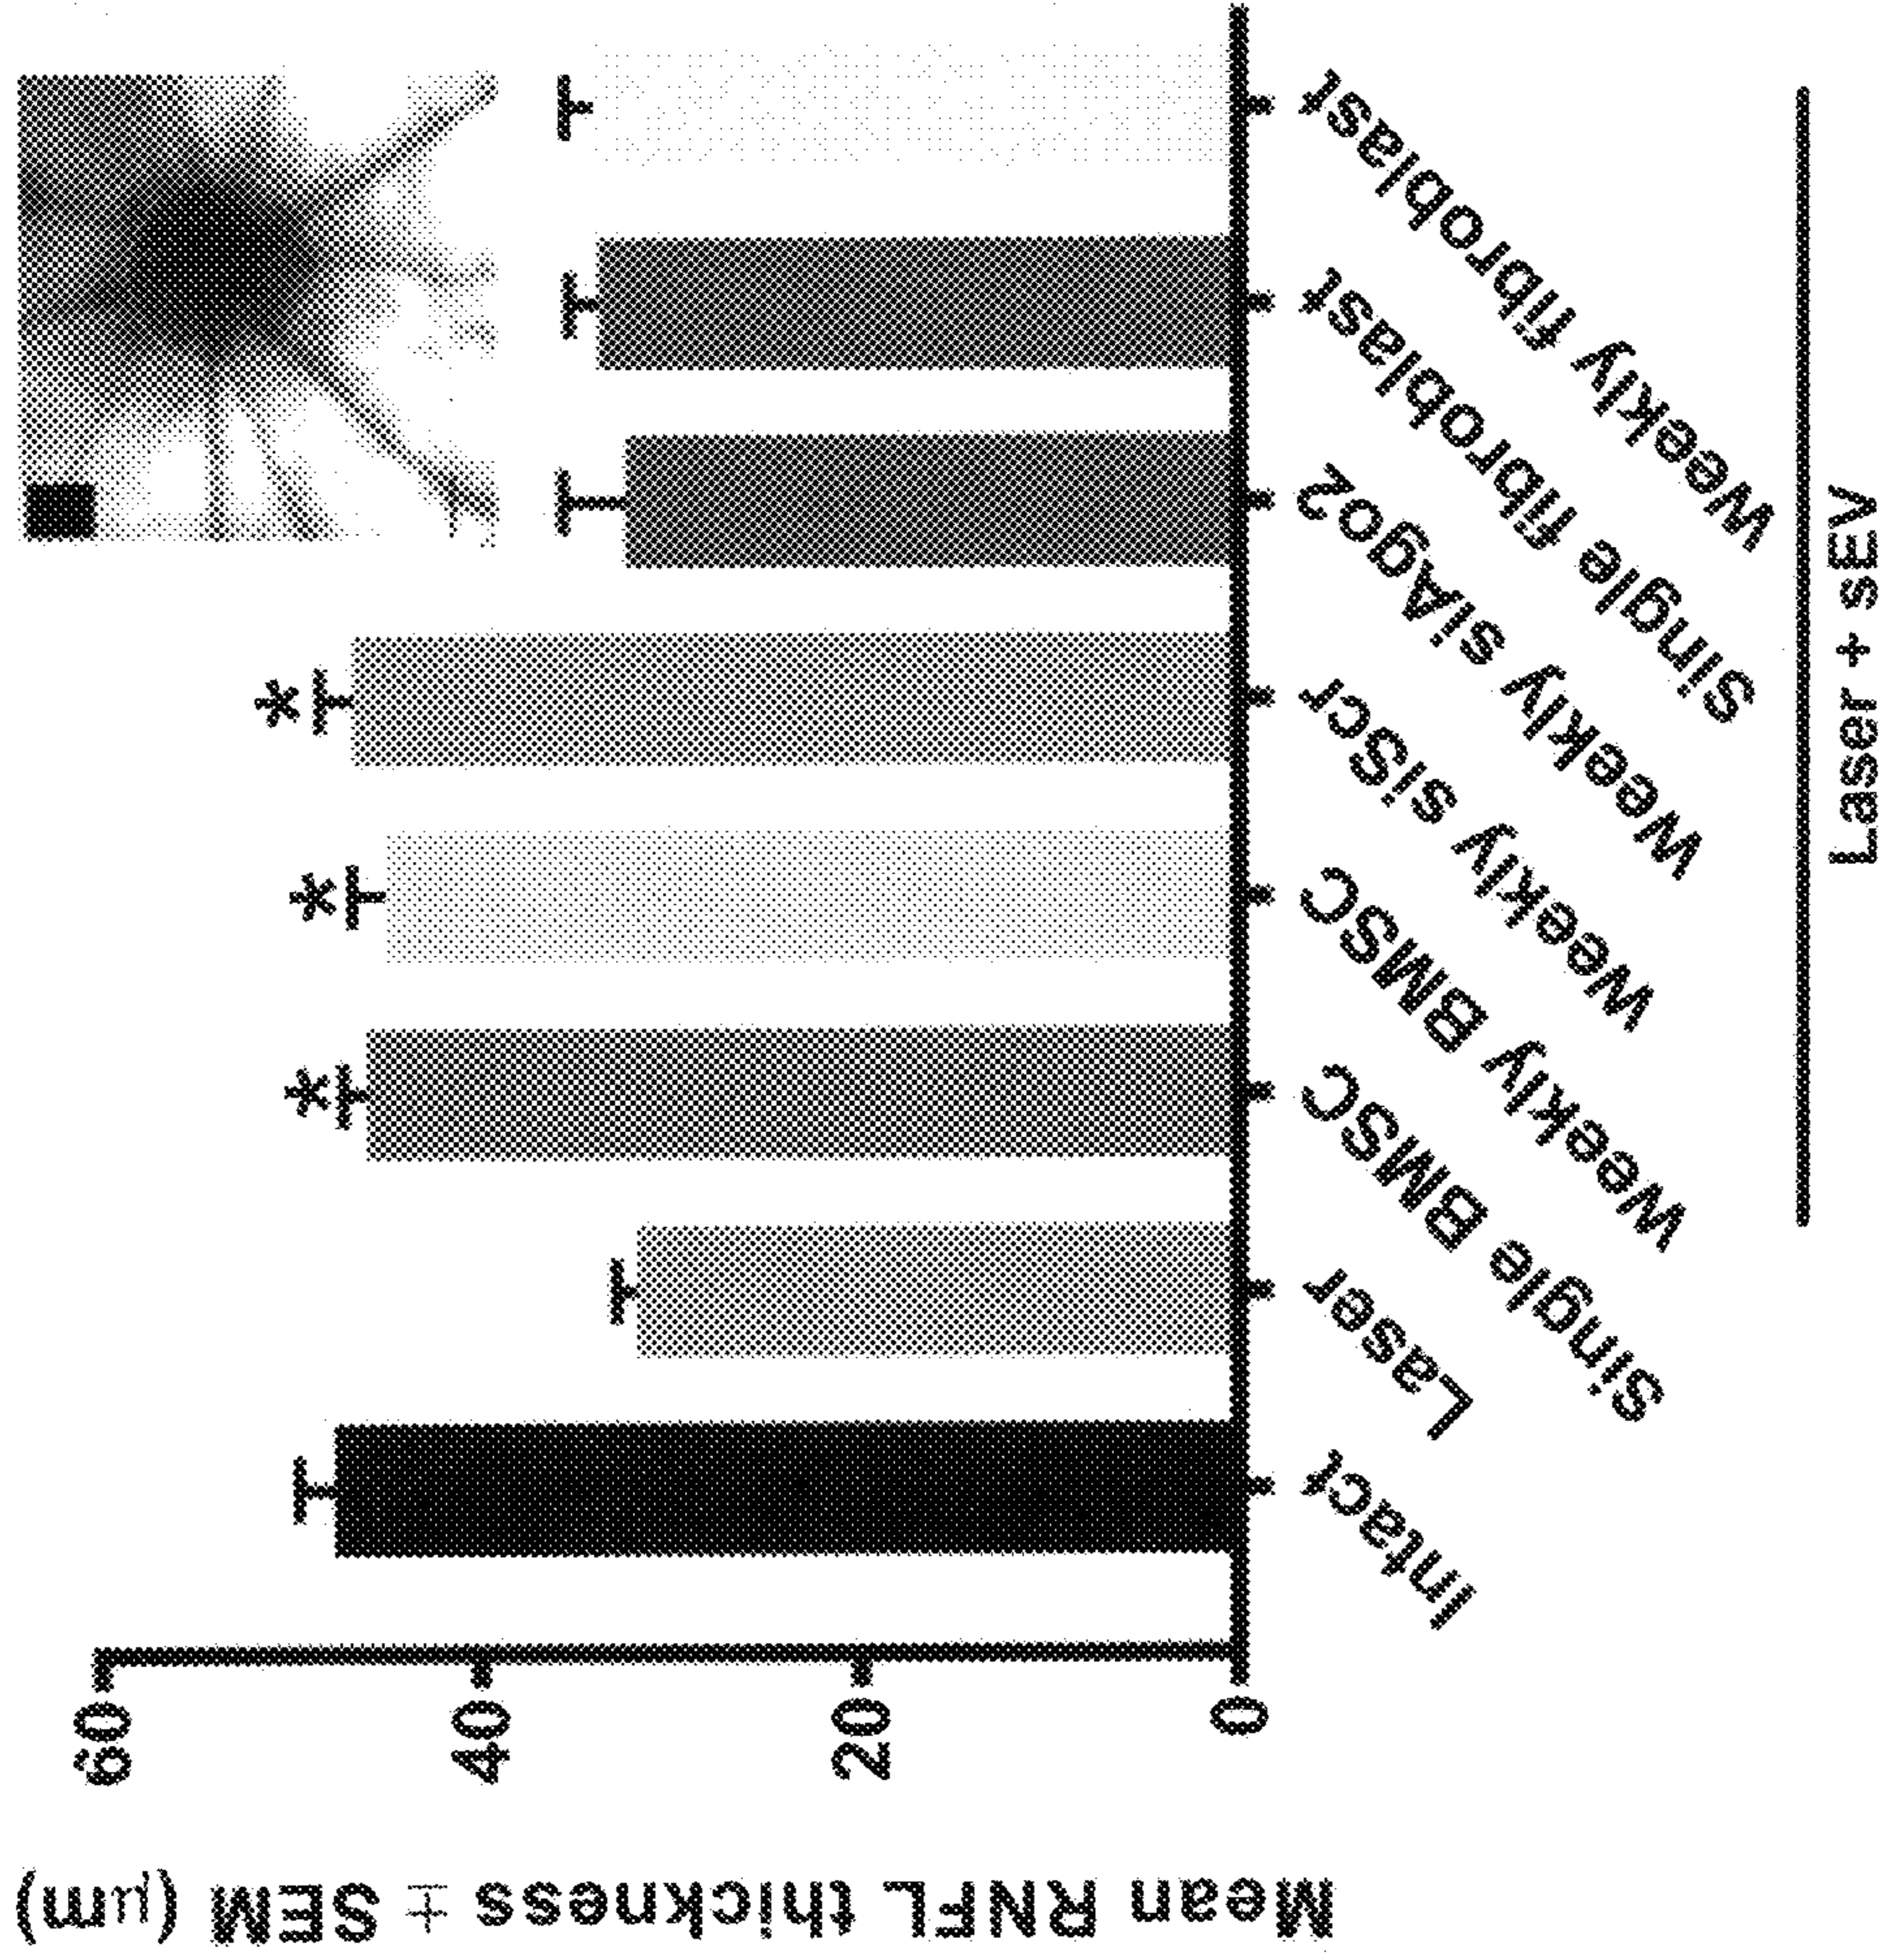 Mean RNFL thickness ± SEM (µm)
60
40
20
0
Intact
Laser
Single BMSC
Weekly BMSC
Weekly siScr
Weekly siAgo2
Single fibroblast
Weekly fibroblast
*
*
*
Laser + sEV